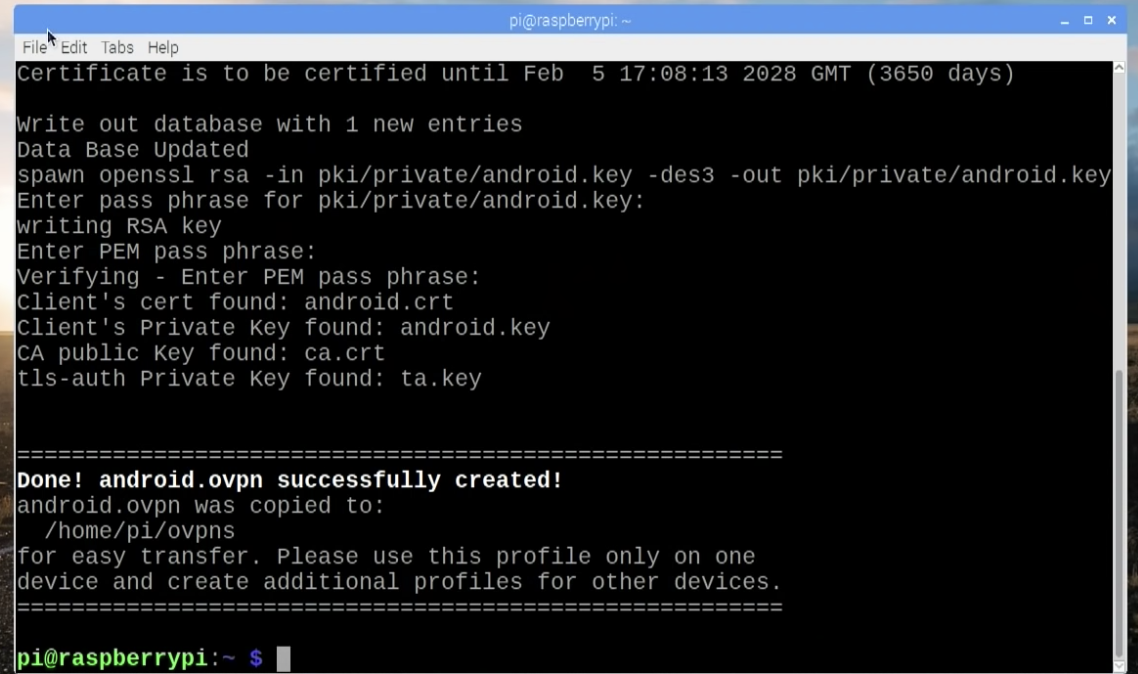 pi@raspberrypi: ~
File Edit Tabs Help
Certificate is to be certified until Feb  5 17:08:13 2028 GMT (3650 days)
Write out database with 1 new entries
Data Base Updated
spawn openssl rsa -in pki/private/android.key -des3 -out pki/private/android.key
Enter pass phrase for pki/private/android.key:
writing RSA key
Enter PEM pass phrase:
Verifying - Enter PEM pass phrase:
Client's cert found: android.crt
Client's Private Key found: android.key
CA public Key found: ca.crt
tls-auth Private Key found: ta.key
=========================================================
Done! android.ovpn successfully created!
android.ovpn was copied to:
  /home/pi/ovpns
for easy transfer. Please use this profile only on one
device and create additional profiles for other devices.
=========================================================
pi@raspberrypi:~ $